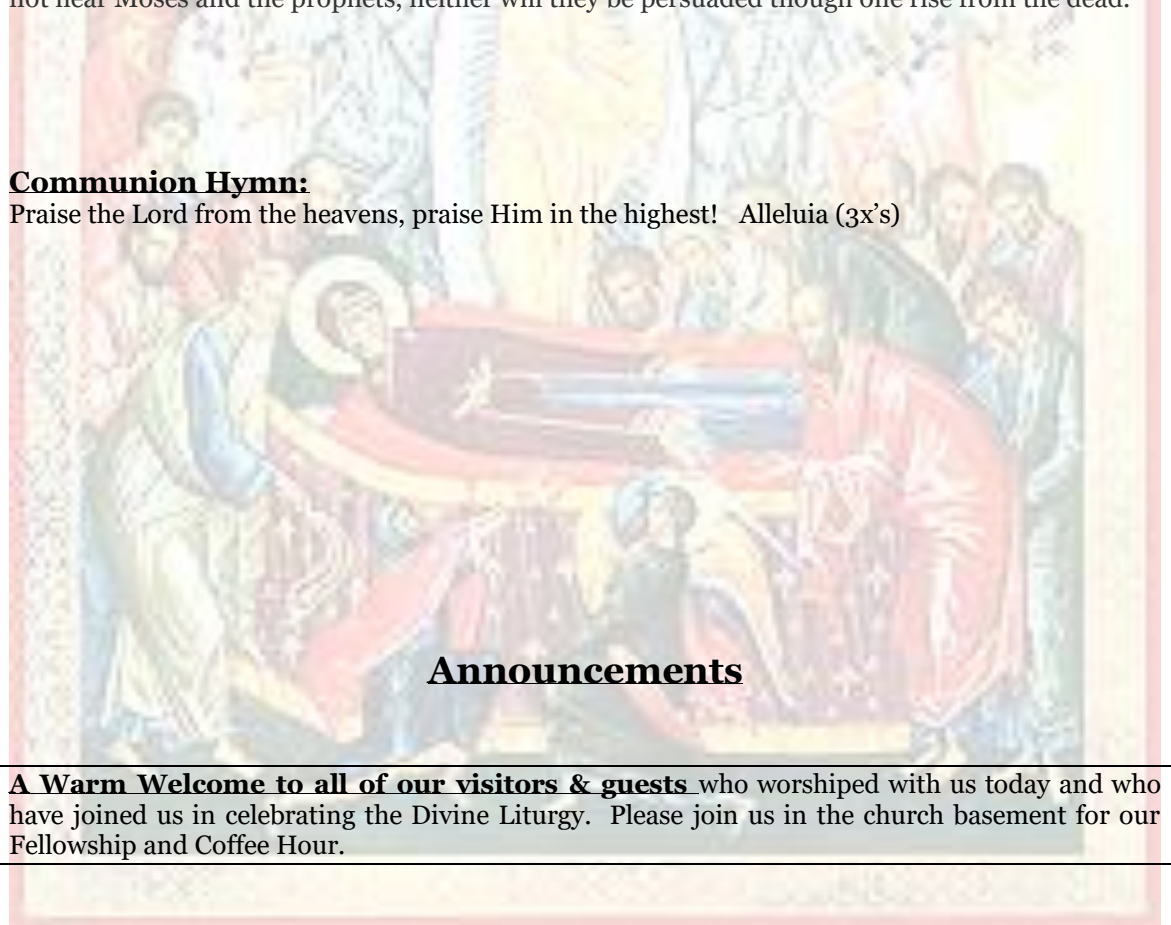 not hear Moses and the prophets, neither will they be persuaded though one rise from the dead.
Communion Hymn:
Praise the Lord from the heavens, praise Him in the highest! Alleluia (3x's)
Announcements
A Warm Welcome to all of our visitors & guests who worshiped with us today and who
have joined us in celebrating the Divine Liturgy. Please join us in the church basement for our
Fellowship and Coffee Hour.